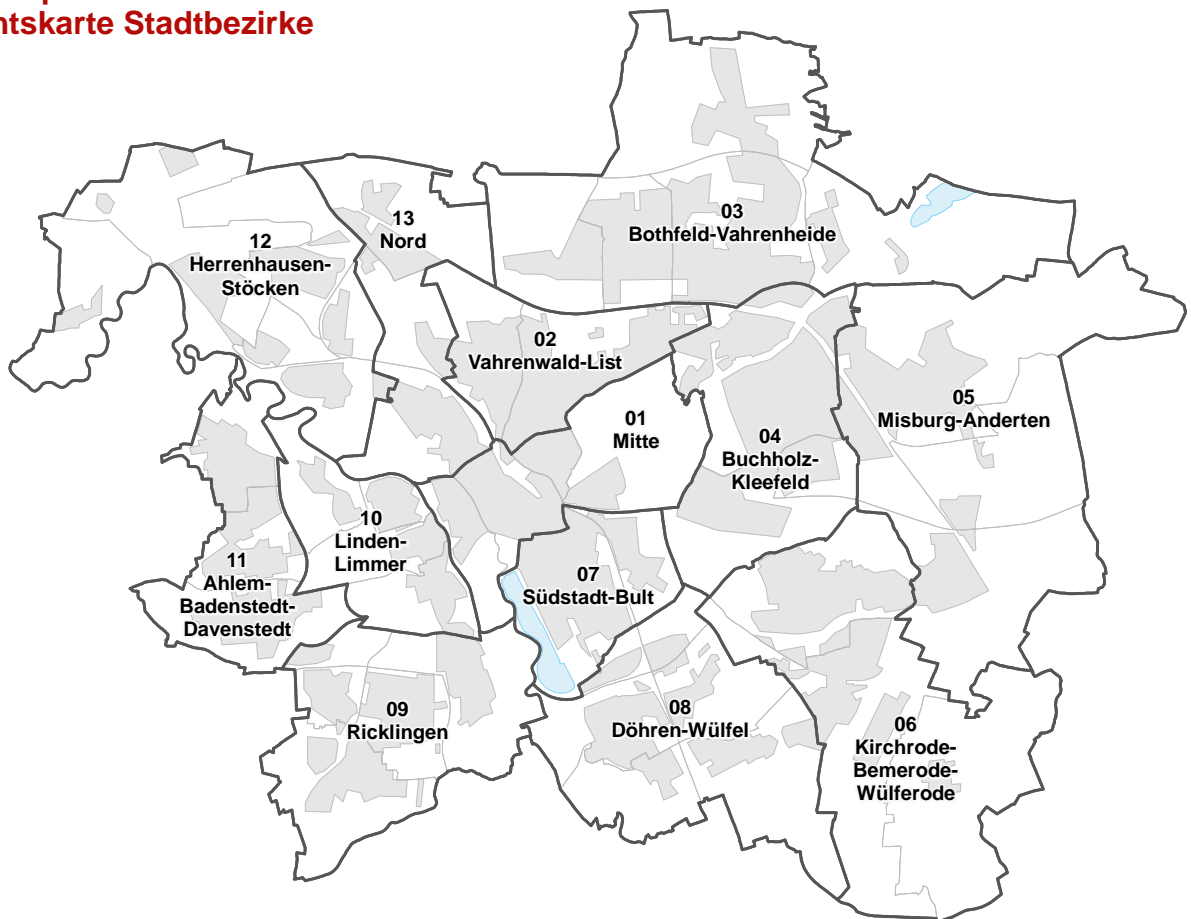 ntskarte Stadtbezirke
03
Bothfeld-Vahrenheide
13
Nord
12
Herrenhausen-
Stöcken
02
Vahrenwald-List
01
Mitte
05
Misburg-Anderten
04
Buchholz-
Kleefeld
10
Linden-
Limmer
11
Ahlem-
Badenstedt-
Davenstedt
07
Südstadt-Bult
09
Ricklingen
08
Döhren-Wülfel
06
Kirchrode-
Bemerode-
Wülferode